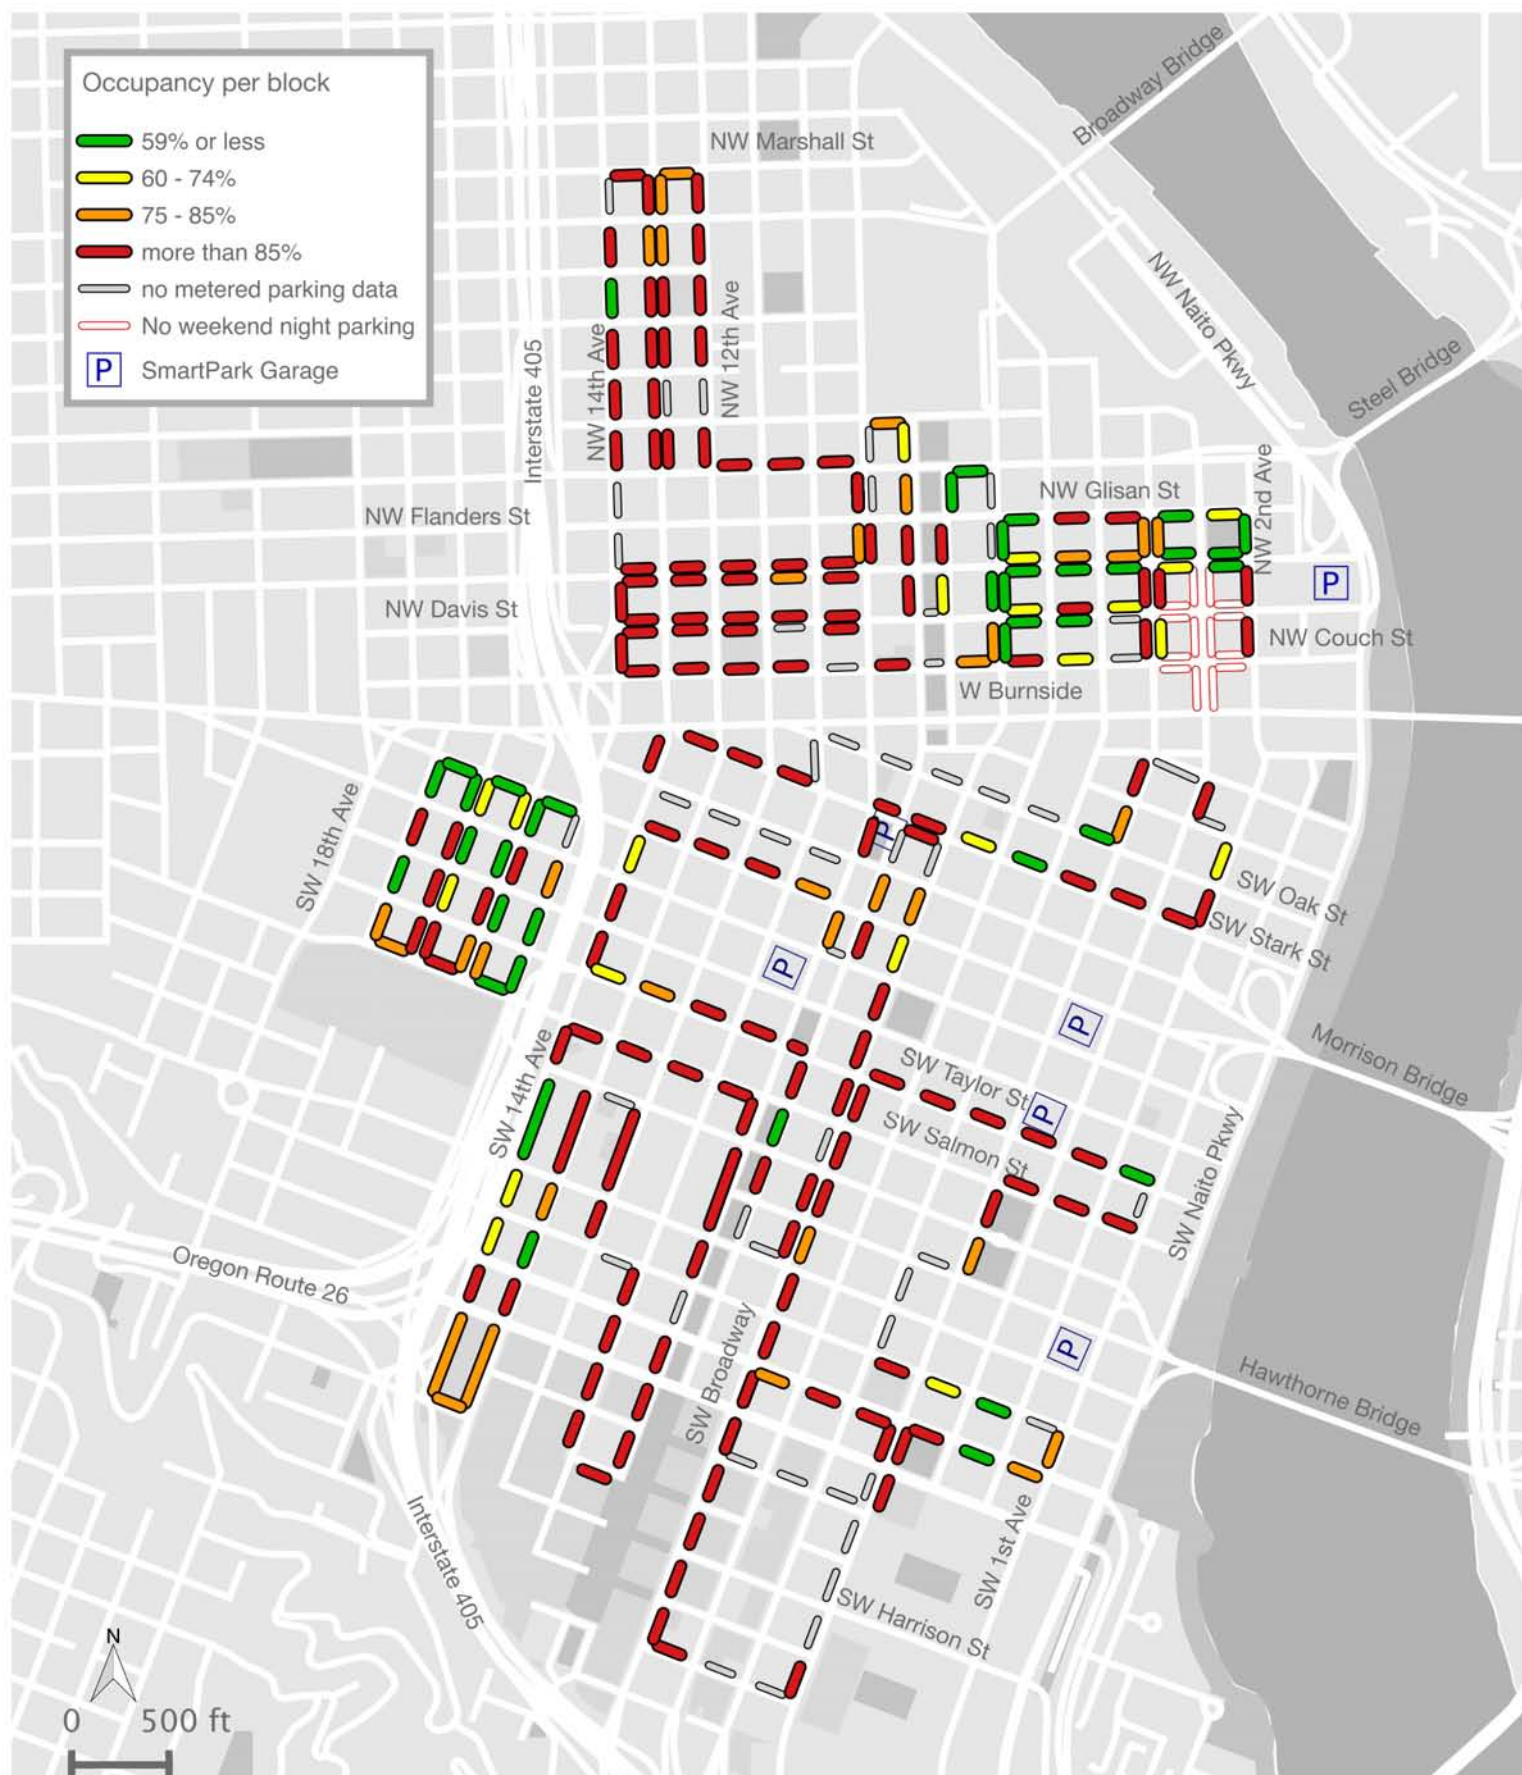 Occupancy per block
59% or less
60 - 74%
75 - 85%
more than 85%
no metered parking data
No weekend night parking
P SmartPark Garage
Broadway Bridge
NW Marshall St
NW Naito Pkwy
NW 14th Ave
NW 12th Ave
Interstate 405
Steel Bridge
NW 2nd Ave
NW Glisan St
NW Flanders St
P
NW Davis St
NW Couch St
W Burnside
SW 18th Ave
P
SW Oak St
SW Stark St
P
P
Morrison Bridge
SW 14th Ave
SW Taylor St
P
SW Salmon St
SW Naito Pkwy
Oregon Route 26
SW Broadway
P
Hawthorne Bridge
Interstate 405
SW 1st Ave
SW Harrison St
N
0 500 ft